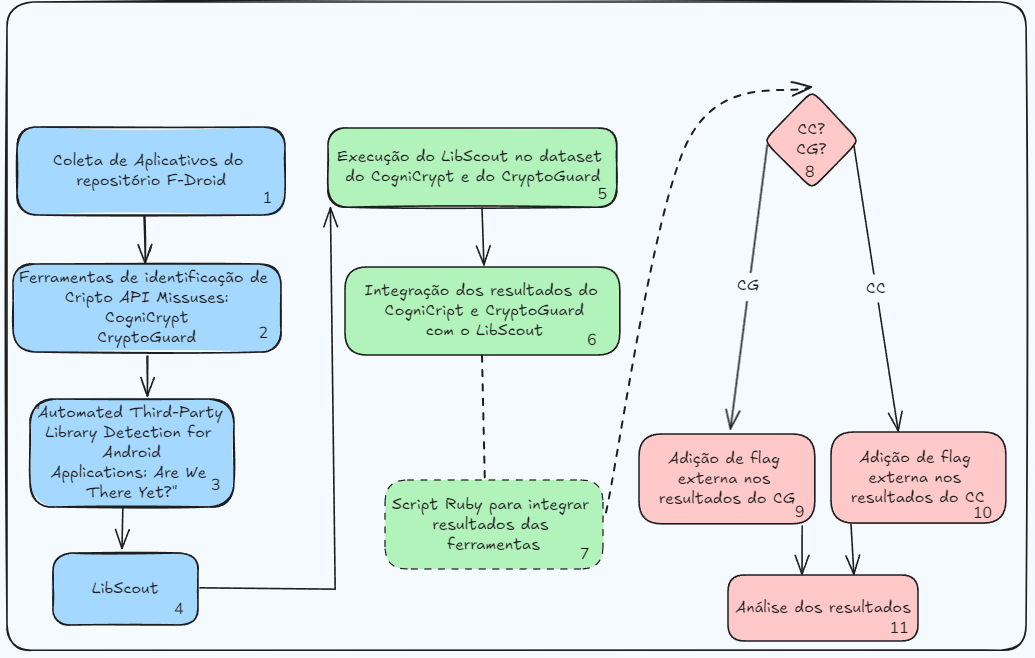 Coleta de Aplicativos do
repositório F-Droid
1
Ferramentas de identificação de
Cripto API Missuses:
CogniCrypt
CryptoGuard
2
"Automated Third-Party
Library Detection for
Android
Applications: Are We
There Yet?"
3
LibScout
4
Execução do LibScout no dataset
do CogniCrypt e do CryptoGuard
5
Integração dos resultados do
CogniCript e CryptoGuard
com o LibScout
6
Script Ruby para integrar
resultados das
ferramentas
7
CC?
CG?
8
CG
CC
Adição de flag
externa nos
resultados do CG
9
Adição de flag
externa nos
resultados do CC
10
Análise dos resultados
11